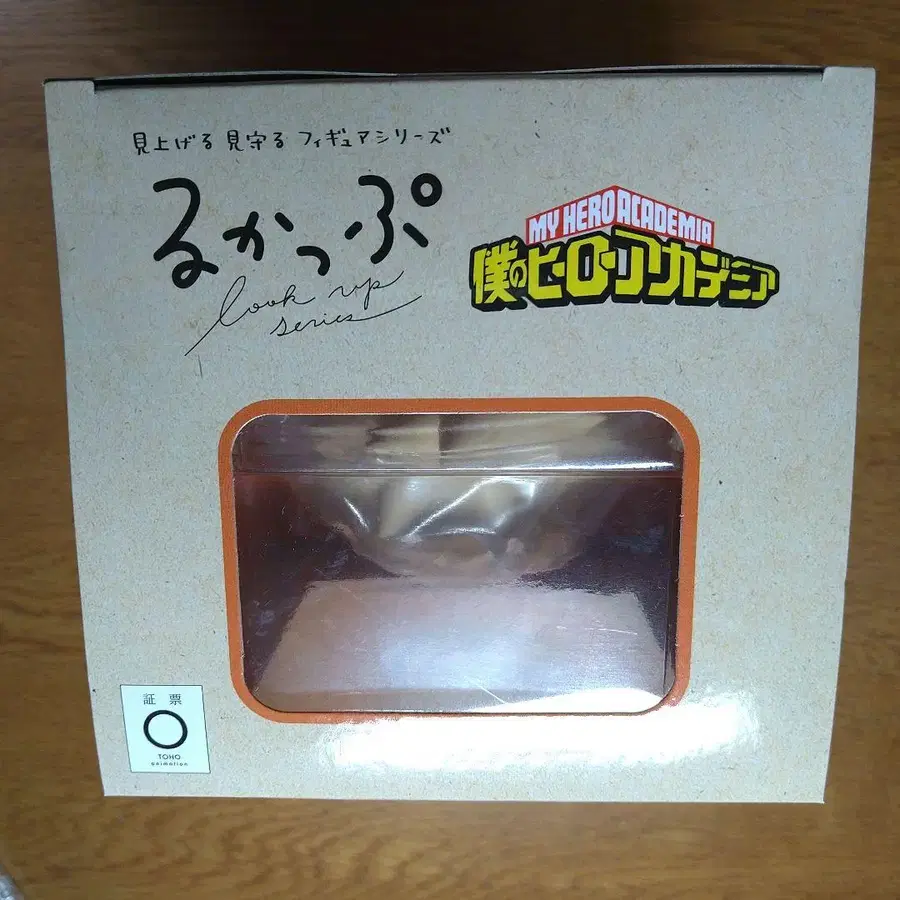 見上げる 見守る フィギュアシリーズ
るかっぷ
look up
series
MY HERO ACADEMIA
僕のヒーローアカデミア
証票
TOHO
animation